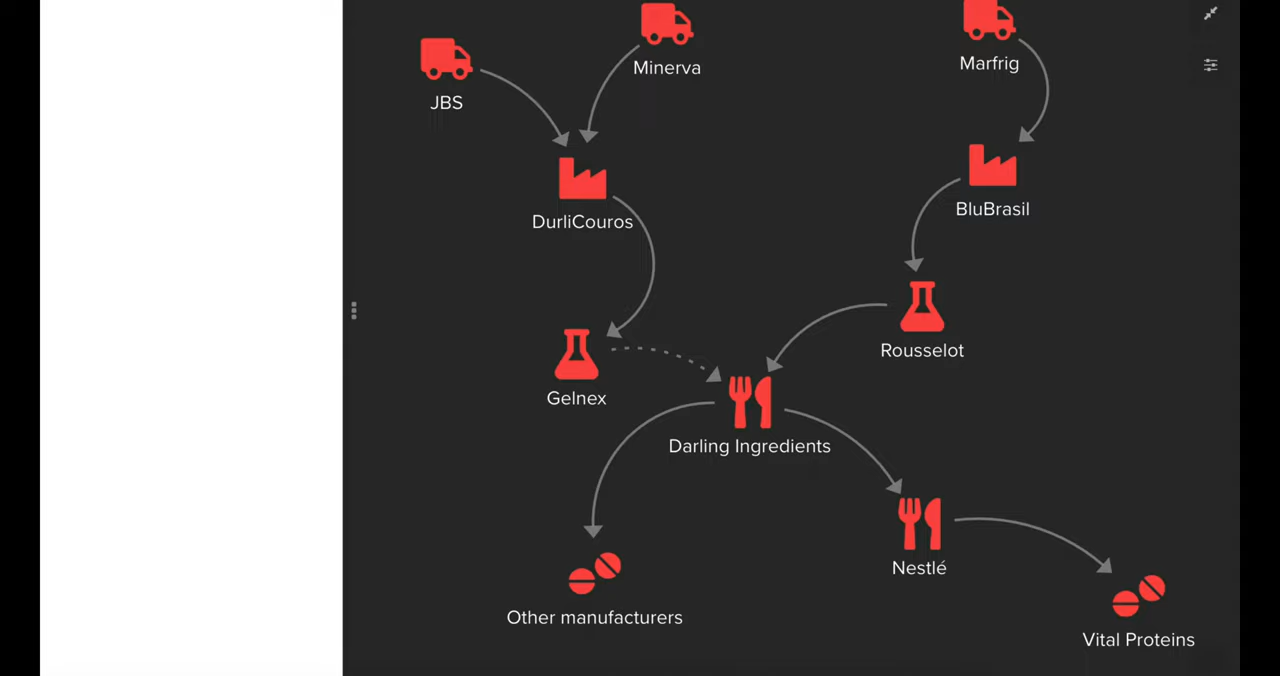 Minerva
Marfrig
JBS
BluBrasil
DurliCouros
Rousselot
Gelnex
Darling Ingredients
Nestlé
Other manufacturers
Vital Proteins